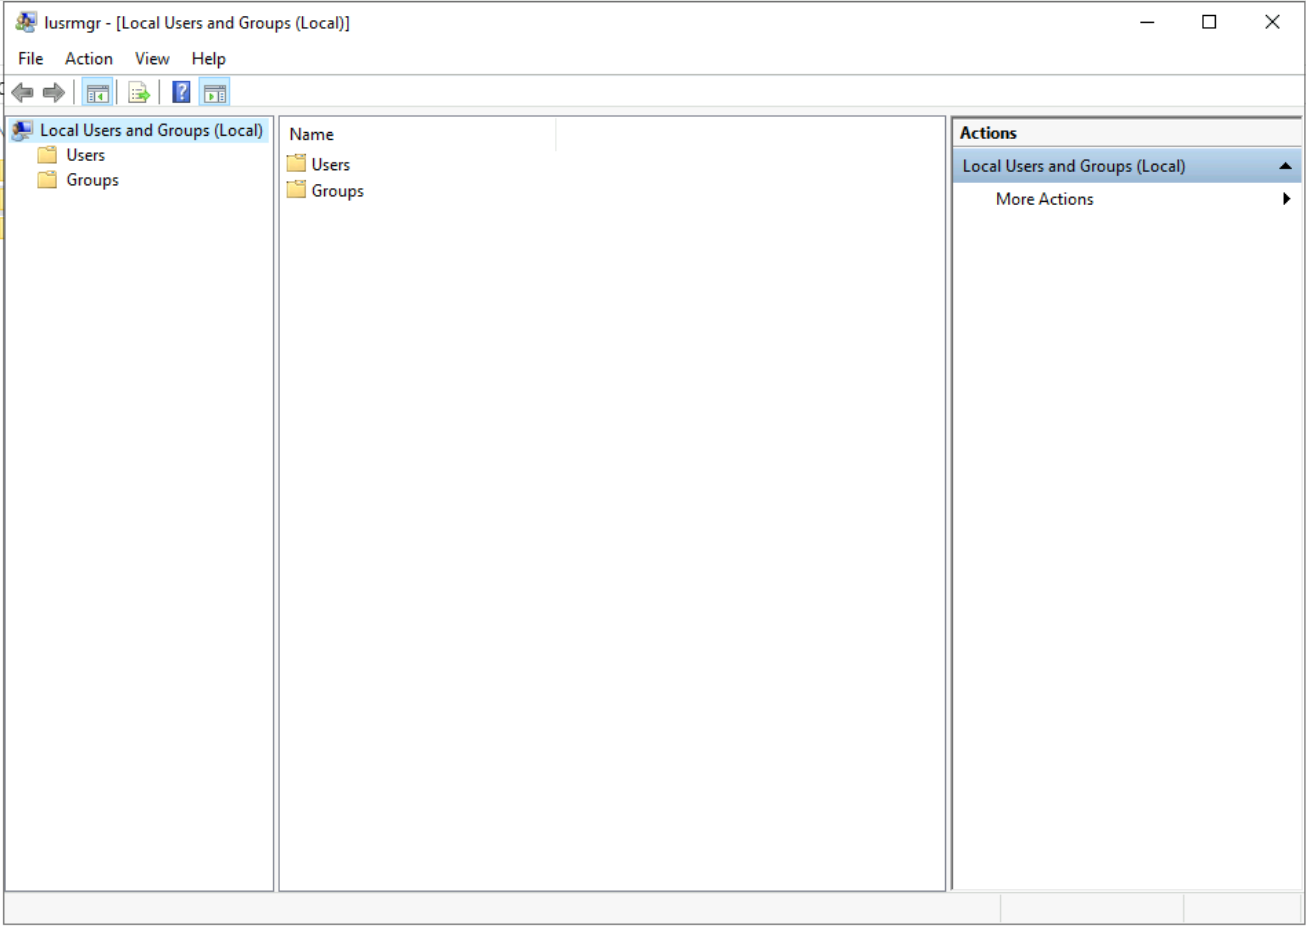 lusrmgr - [Local Users and Groups (Local)]
File Action View Help
Local Users and Groups (Local)
Users
Groups
Name
Users
Groups
Actions
Local Users and Groups (Local)
More Actions